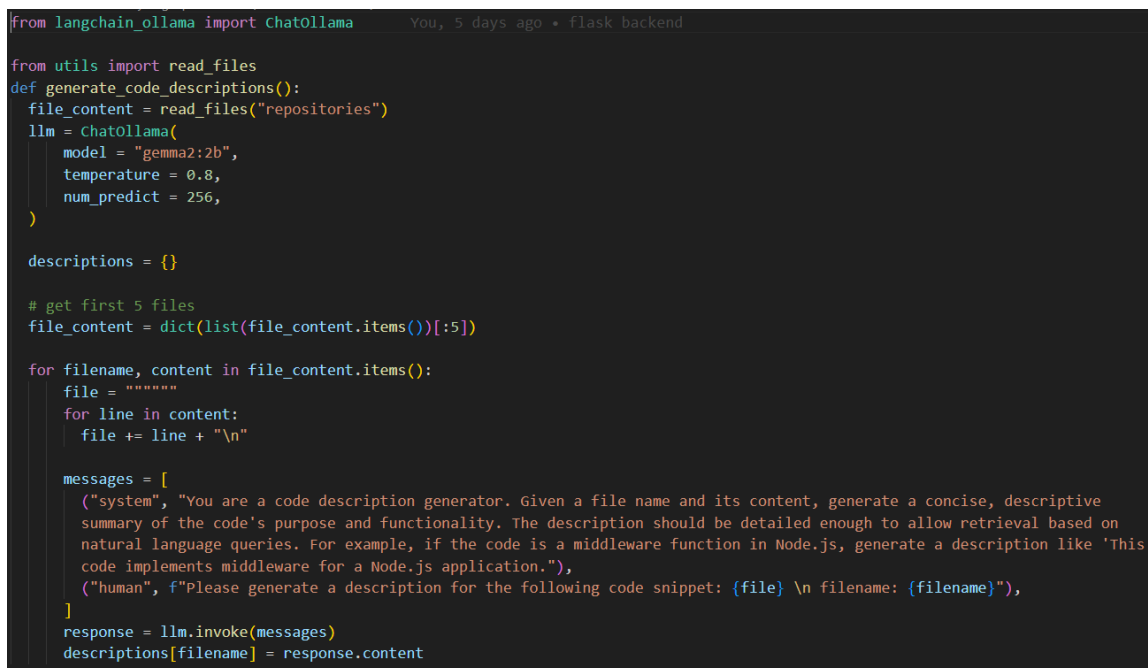 from langchain_ollama import ChatOllama You, 5 days ago • flask backend
from utils import read_files
def generate_code_descriptions():
  file_content = read_files("repositories")
  llm = ChatOllama(
      model = "gemma2:2b",
      temperature = 0.8,
      num_predict = 256,
  )
  descriptions = {}
  # get first 5 files
  file_content = dict(list(file_content.items())[:5])
  for filename, content in file_content.items():
      file = """"""
      for line in content:
        file += line + "\n"
      messages = [
        ("system", "You are a code description generator. Given a file name and its content, generate a concise, descriptive
        summary of the code's purpose and functionality. The description should be detailed enough to allow retrieval based on
        natural language queries. For example, if the code is a middleware function in Node.js, generate a description like 'This
        code implements middleware for a Node.js application."),
        ("human", f"Please generate a description for the following code snippet: {file} \n filename: {filename}"),
      ]
      response = llm.invoke(messages)
      descriptions[filename] = response.content